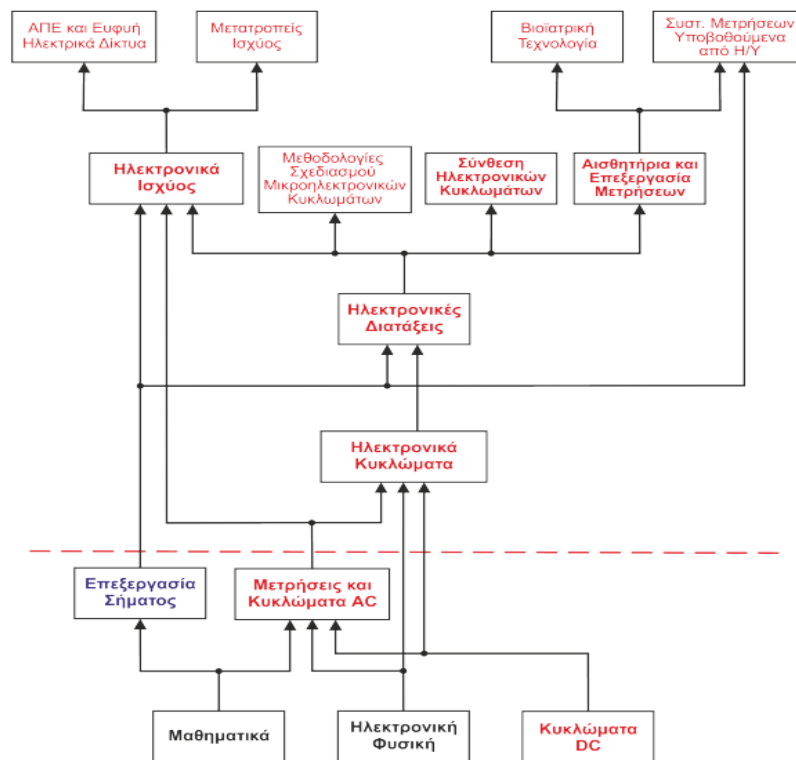 ΑΠΕ και Ευφυή
Ηλεκτρικά Δίκτυα
Μετατροπείς
Ισχύος
Βιοϊατρική
Τεχνολογία
Συστ. Μετρήσεων
Υποβοθούμενα
από Η/Υ
Ηλεκτρονικά
Ισχύος
Μεθοδολογίες
Σχεδιασμού
Μικροηλεκτρονικών
Κυκλωμάτων
Σύνθεση
Ηλεκτρονικών
Κυκλωμάτων
Αισθητήρια και
Επεξεργασία
Μετρήσεων
Ηλεκτρονικές
Διατάξεις
Ηλεκτρονικά
Κυκλώματα
Επεξεργασία
Σήματος
Μετρήσεις και
Κυκλώματα AC
Μαθηματικά
Ηλεκτρονική
Φυσική
Κυκλώματα
DC